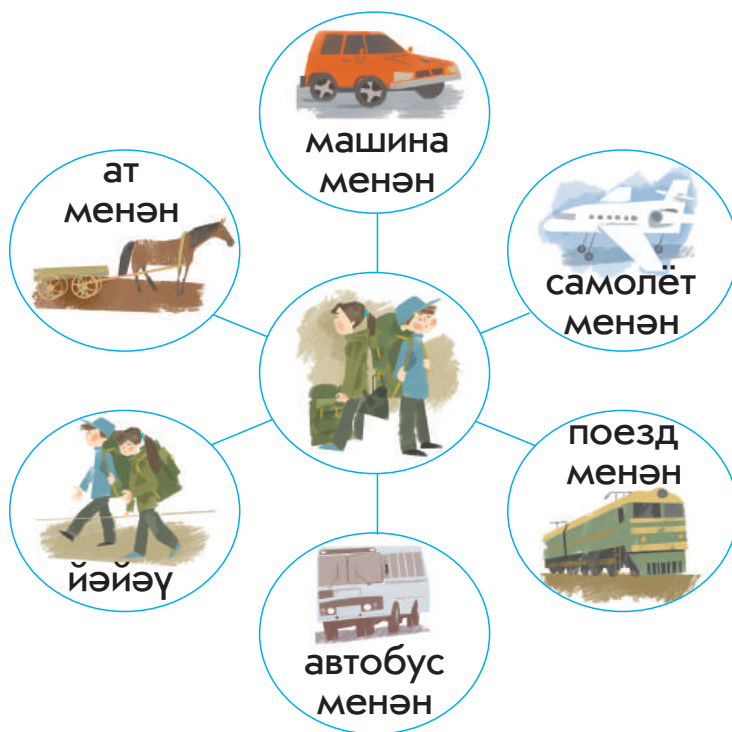 машина
менән
ат
менән
самолёт
менән
поезд
менән
йәйәү
автобус
менән